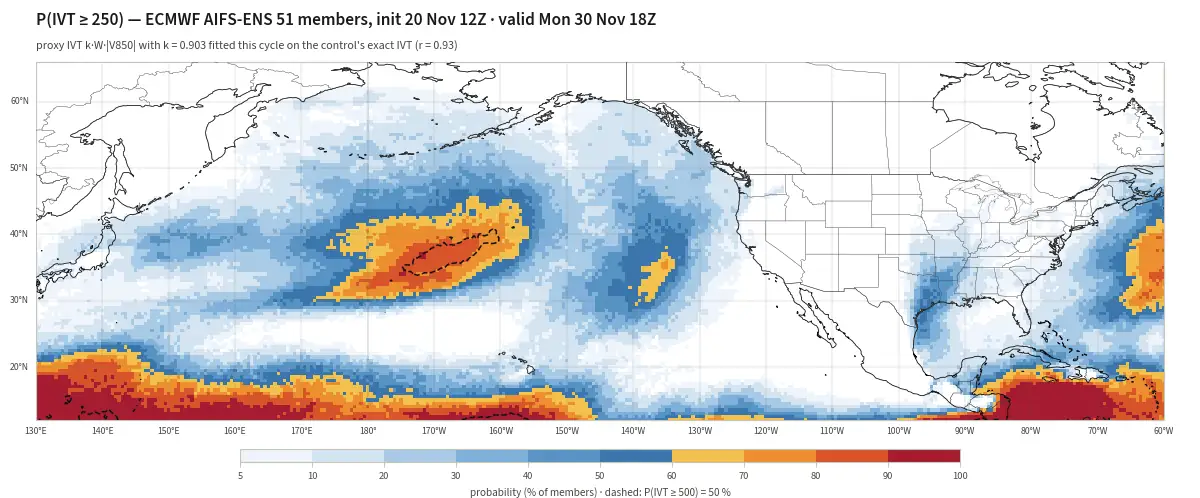 P(IVT ≥ 250) — ECMWF AIFS-ENS 51 members, init 20 Nov 12Z · valid Mon 30 Nov 18Z
proxy IVT k·W·|V850| with k = 0.903 fitted this cycle on the control's exact IVT (r = 0.93)
60°N
50°N
40°N
30°N
20°N
130°E 140°E 150°E 160°E 170°E 180° 170°W 160°W 150°W 140°W 130°W 120°W 110°W 100°W 90°W 80°W 70°W 60°W
5 10 20 30 40 50 60 70 80 90 100
probability (% of members) · dashed: P(IVT ≥ 500) = 50 %